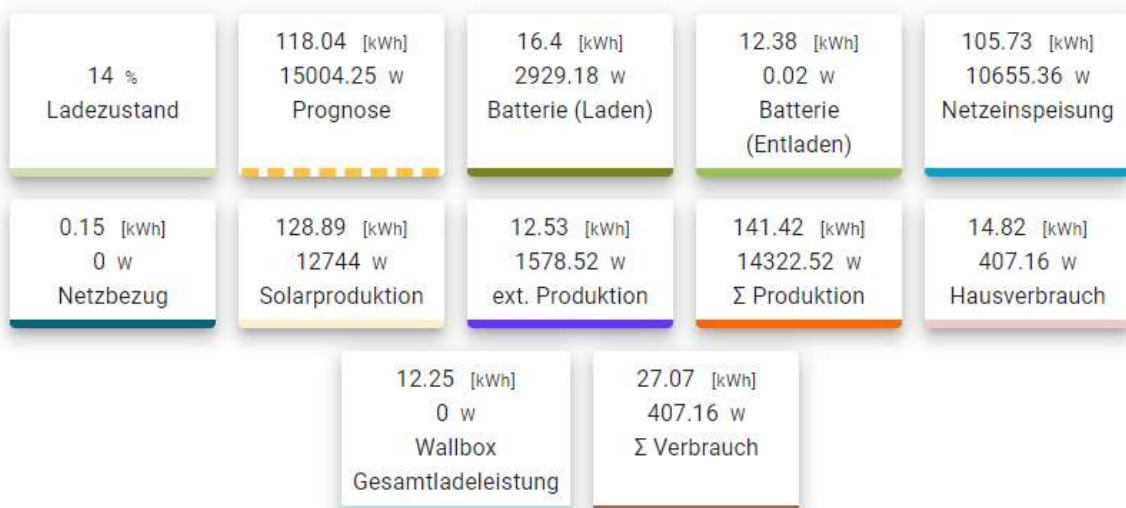 14 %
Ladezustand
118.04 [kWh]
15004.25 W
Prognose
16.4 [kWh]
2929.18 W
Batterie (Laden)
12.38 [kWh]
0.02 W
Batterie
(Entladen)
105.73 [kWh]
10655.36 W
Netzeinspeisung
0.15 [kWh]
0 W
Netzbezug
128.89 [kWh]
12744 W
Solarproduktion
12.53 [kWh]
1578.52 W
ext. Produktion
141.42 [kWh]
14322.52 W
Σ Produktion
14.82 [kWh]
407.16 W
Hausverbrauch
12.25 [kWh]
0 W
Wallbox
Gesamtladeleistung
27.07 [kWh]
407.16 W
Σ Verbrauch